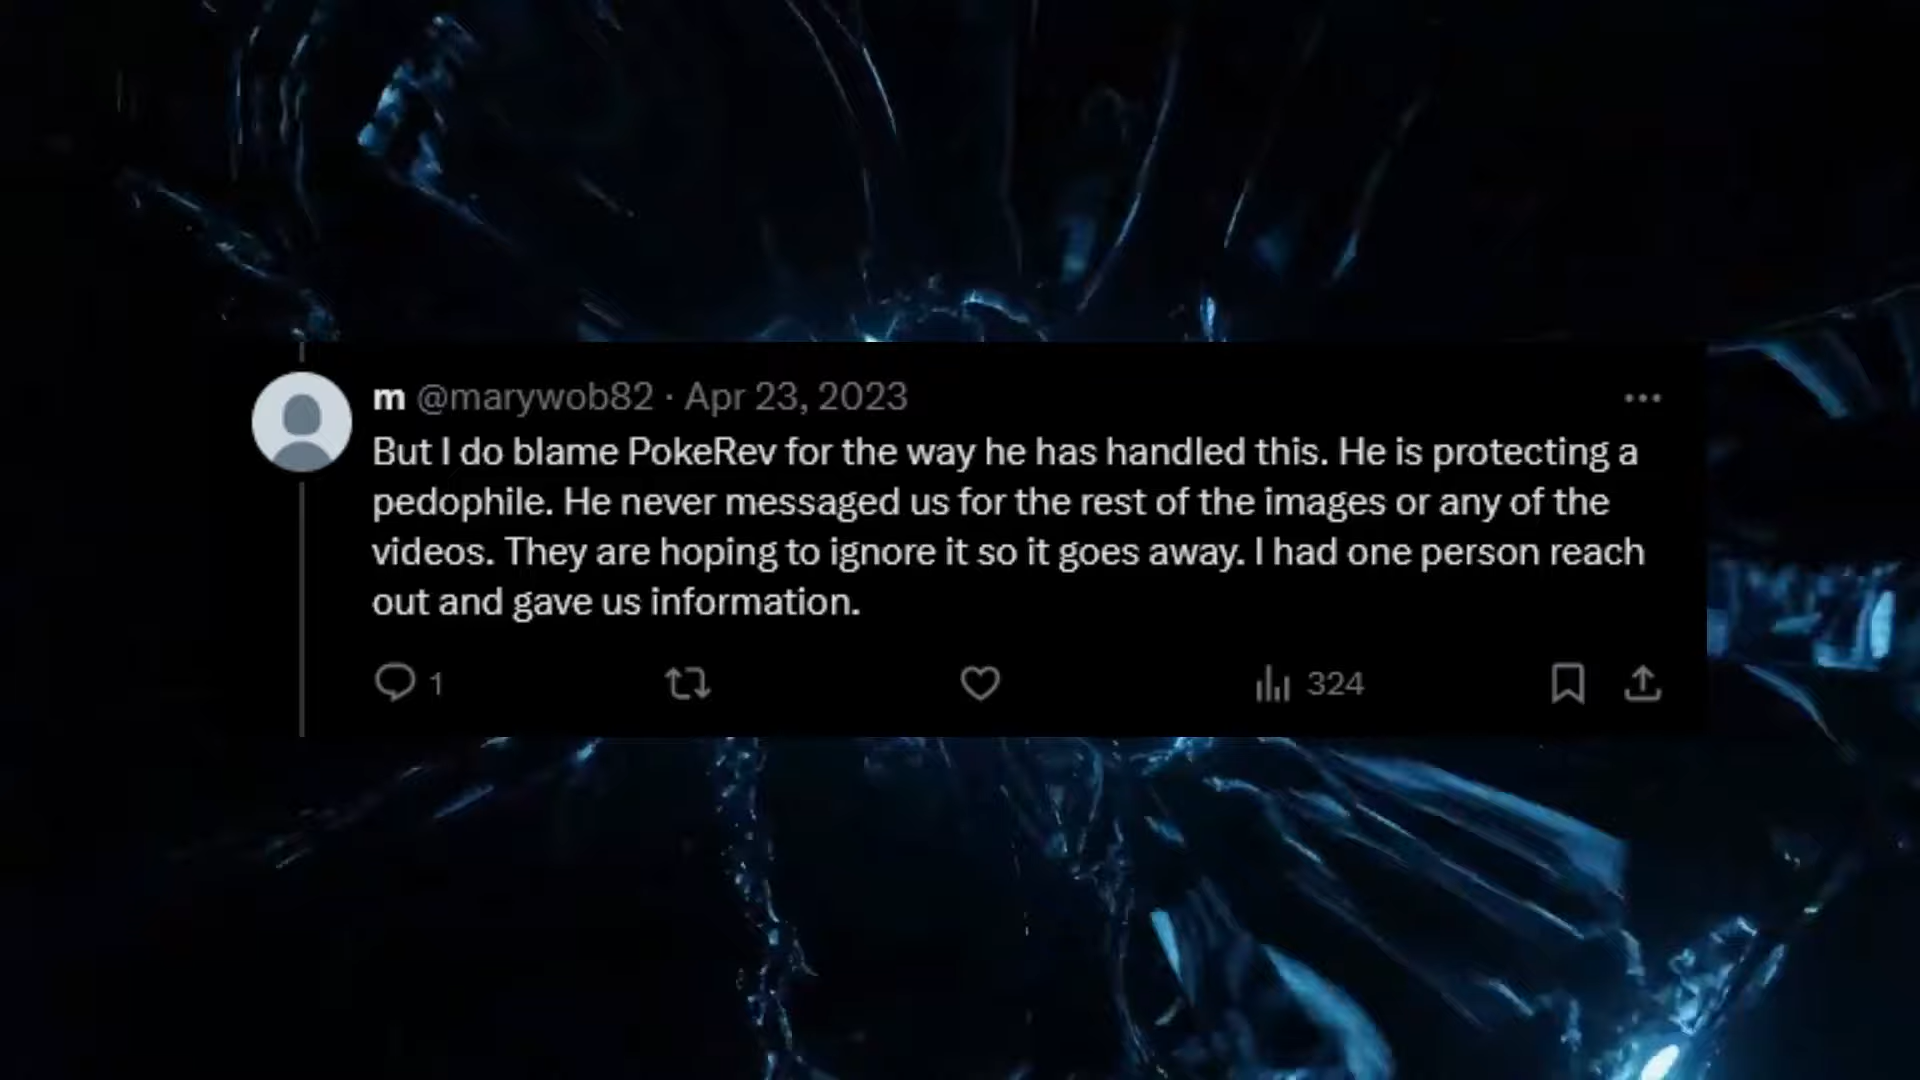 m @marywob82 · Apr 23, 2023
But I do blame PokeRev for the way he has handled this. He is protecting a
pedophile. He never messaged us for the rest of the images or any of the
videos. They are hoping to ignore it so it goes away. I had one person reach
out and gave us information.
1 324